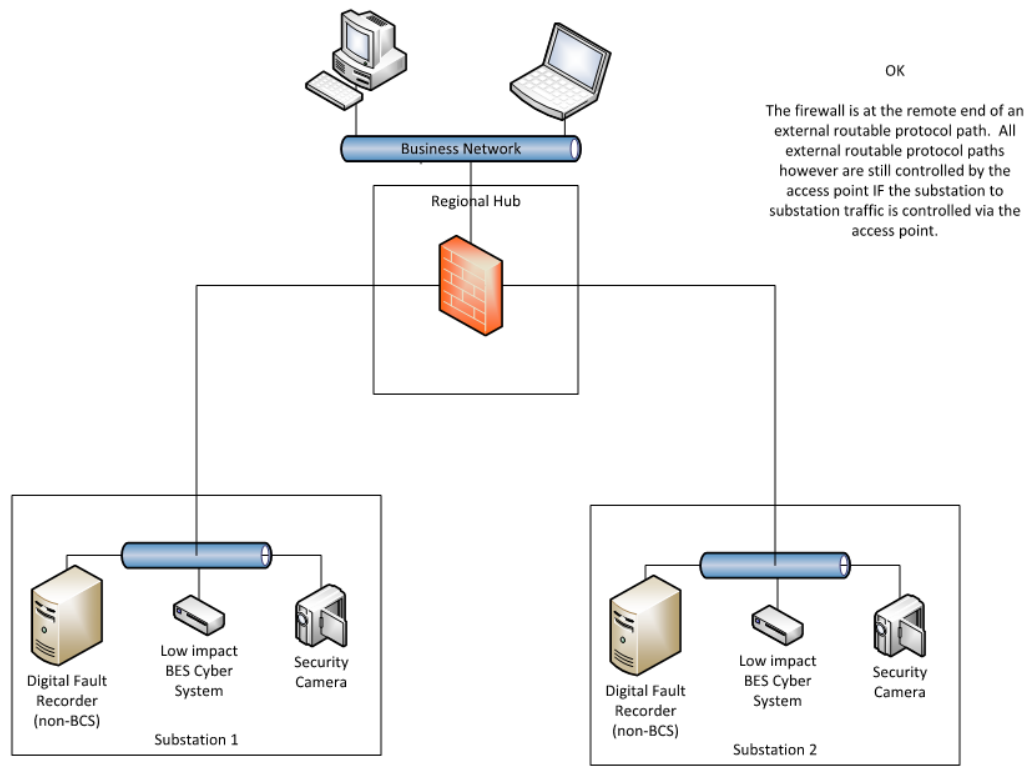 OK
The firewall is at the remote end of an
external routable protocol path.  All
external routable protocol paths
however are still controlled by the
access point IF the substation to
substation traffic is controlled via the
access point.
Business Network
Regional Hub
Digital Fault
Recorder
(non-BCS)
Low impact
BES Cyber
System
Security
Camera
Substation 1
Digital Fault
Recorder
(non-BCS)
Low impact
BES Cyber
System
Security
Camera
Substation 2